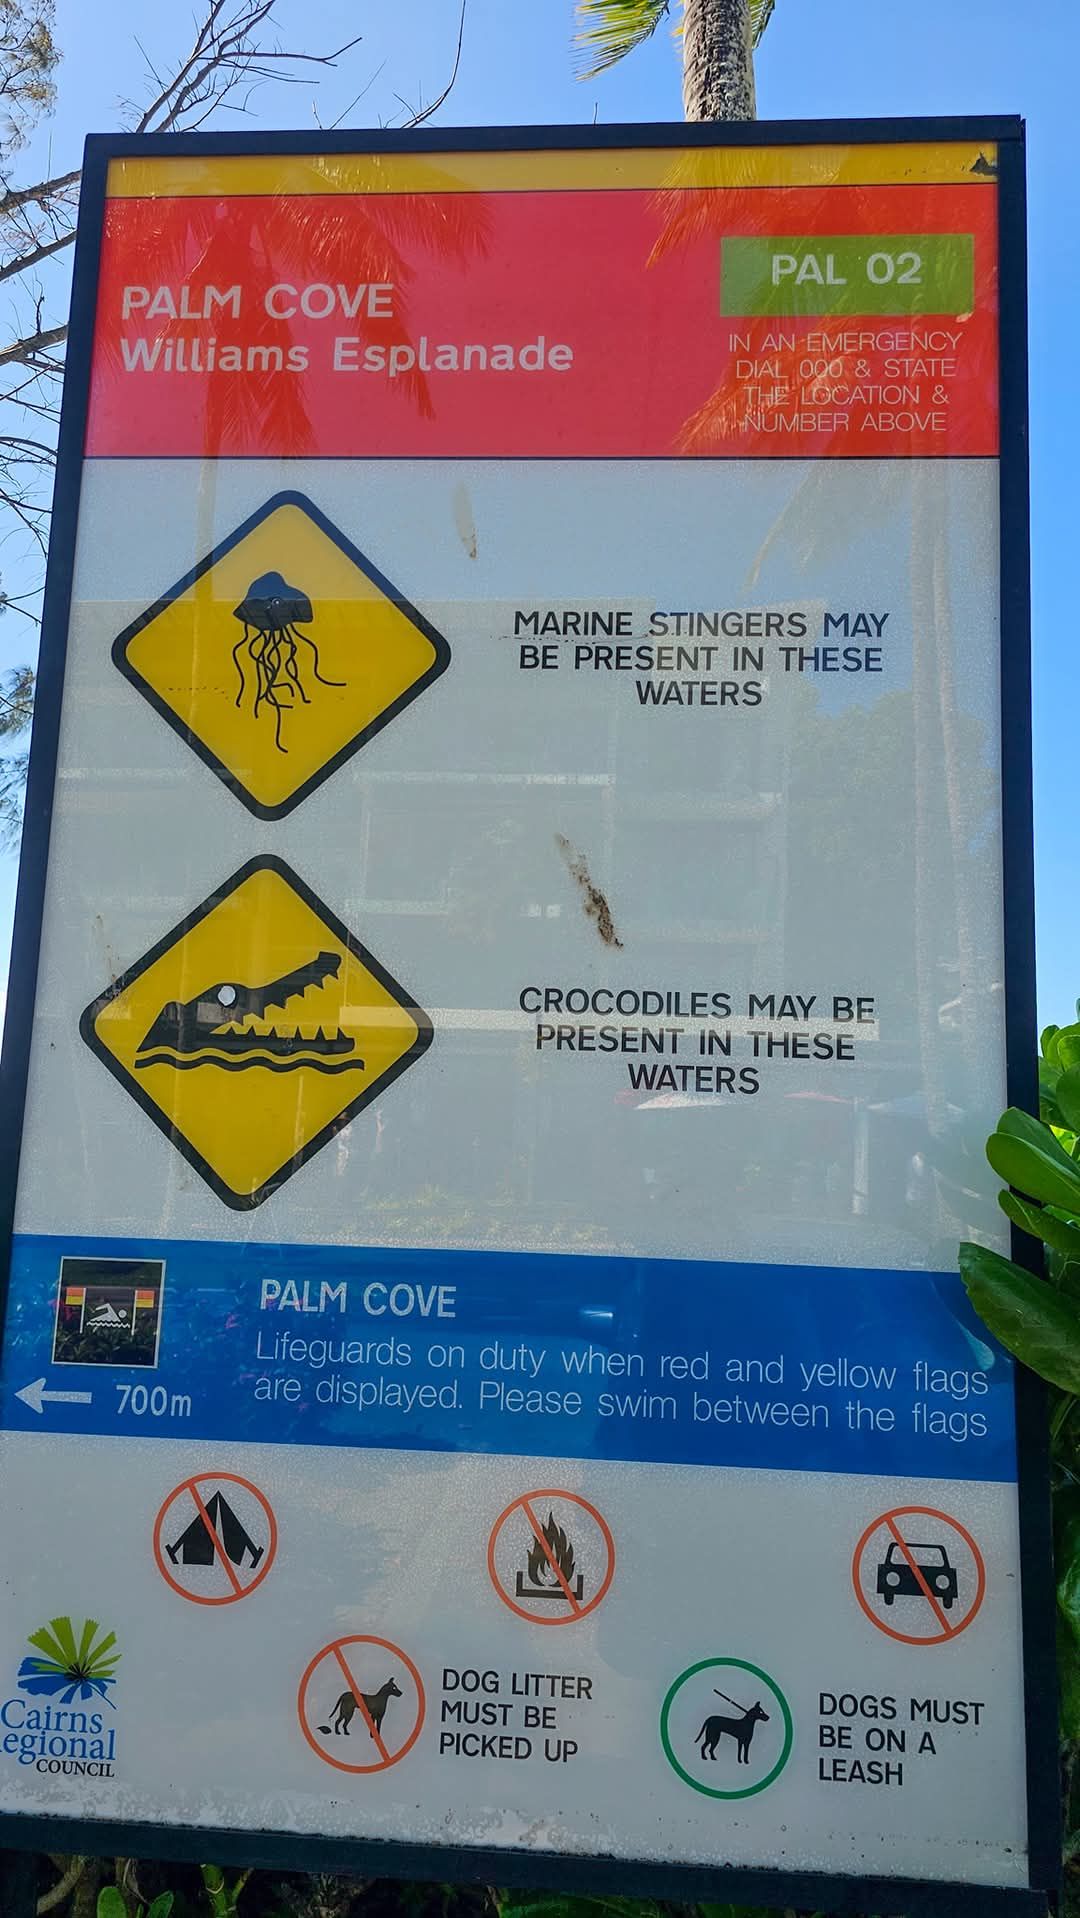 PALM COVE
Williams Esplanade
PAL 02
IN AN EMERGENCY
DIAL 000 & STATE
THE LOCATION &
NUMBER ABOVE
MARINE STINGERS MAY
BE PRESENT IN THESE
WATERS
CROCODILES MAY BE
PRESENT IN THESE
WATERS
PALM COVE
Lifeguards on duty when red and yellow flags
are displayed. Please swim between the flags
700m
DOG LITTER
MUST BE
PICKED UP
DOGS MUST
BE ON A
LEASH
Cairns
egional
COUNCIL